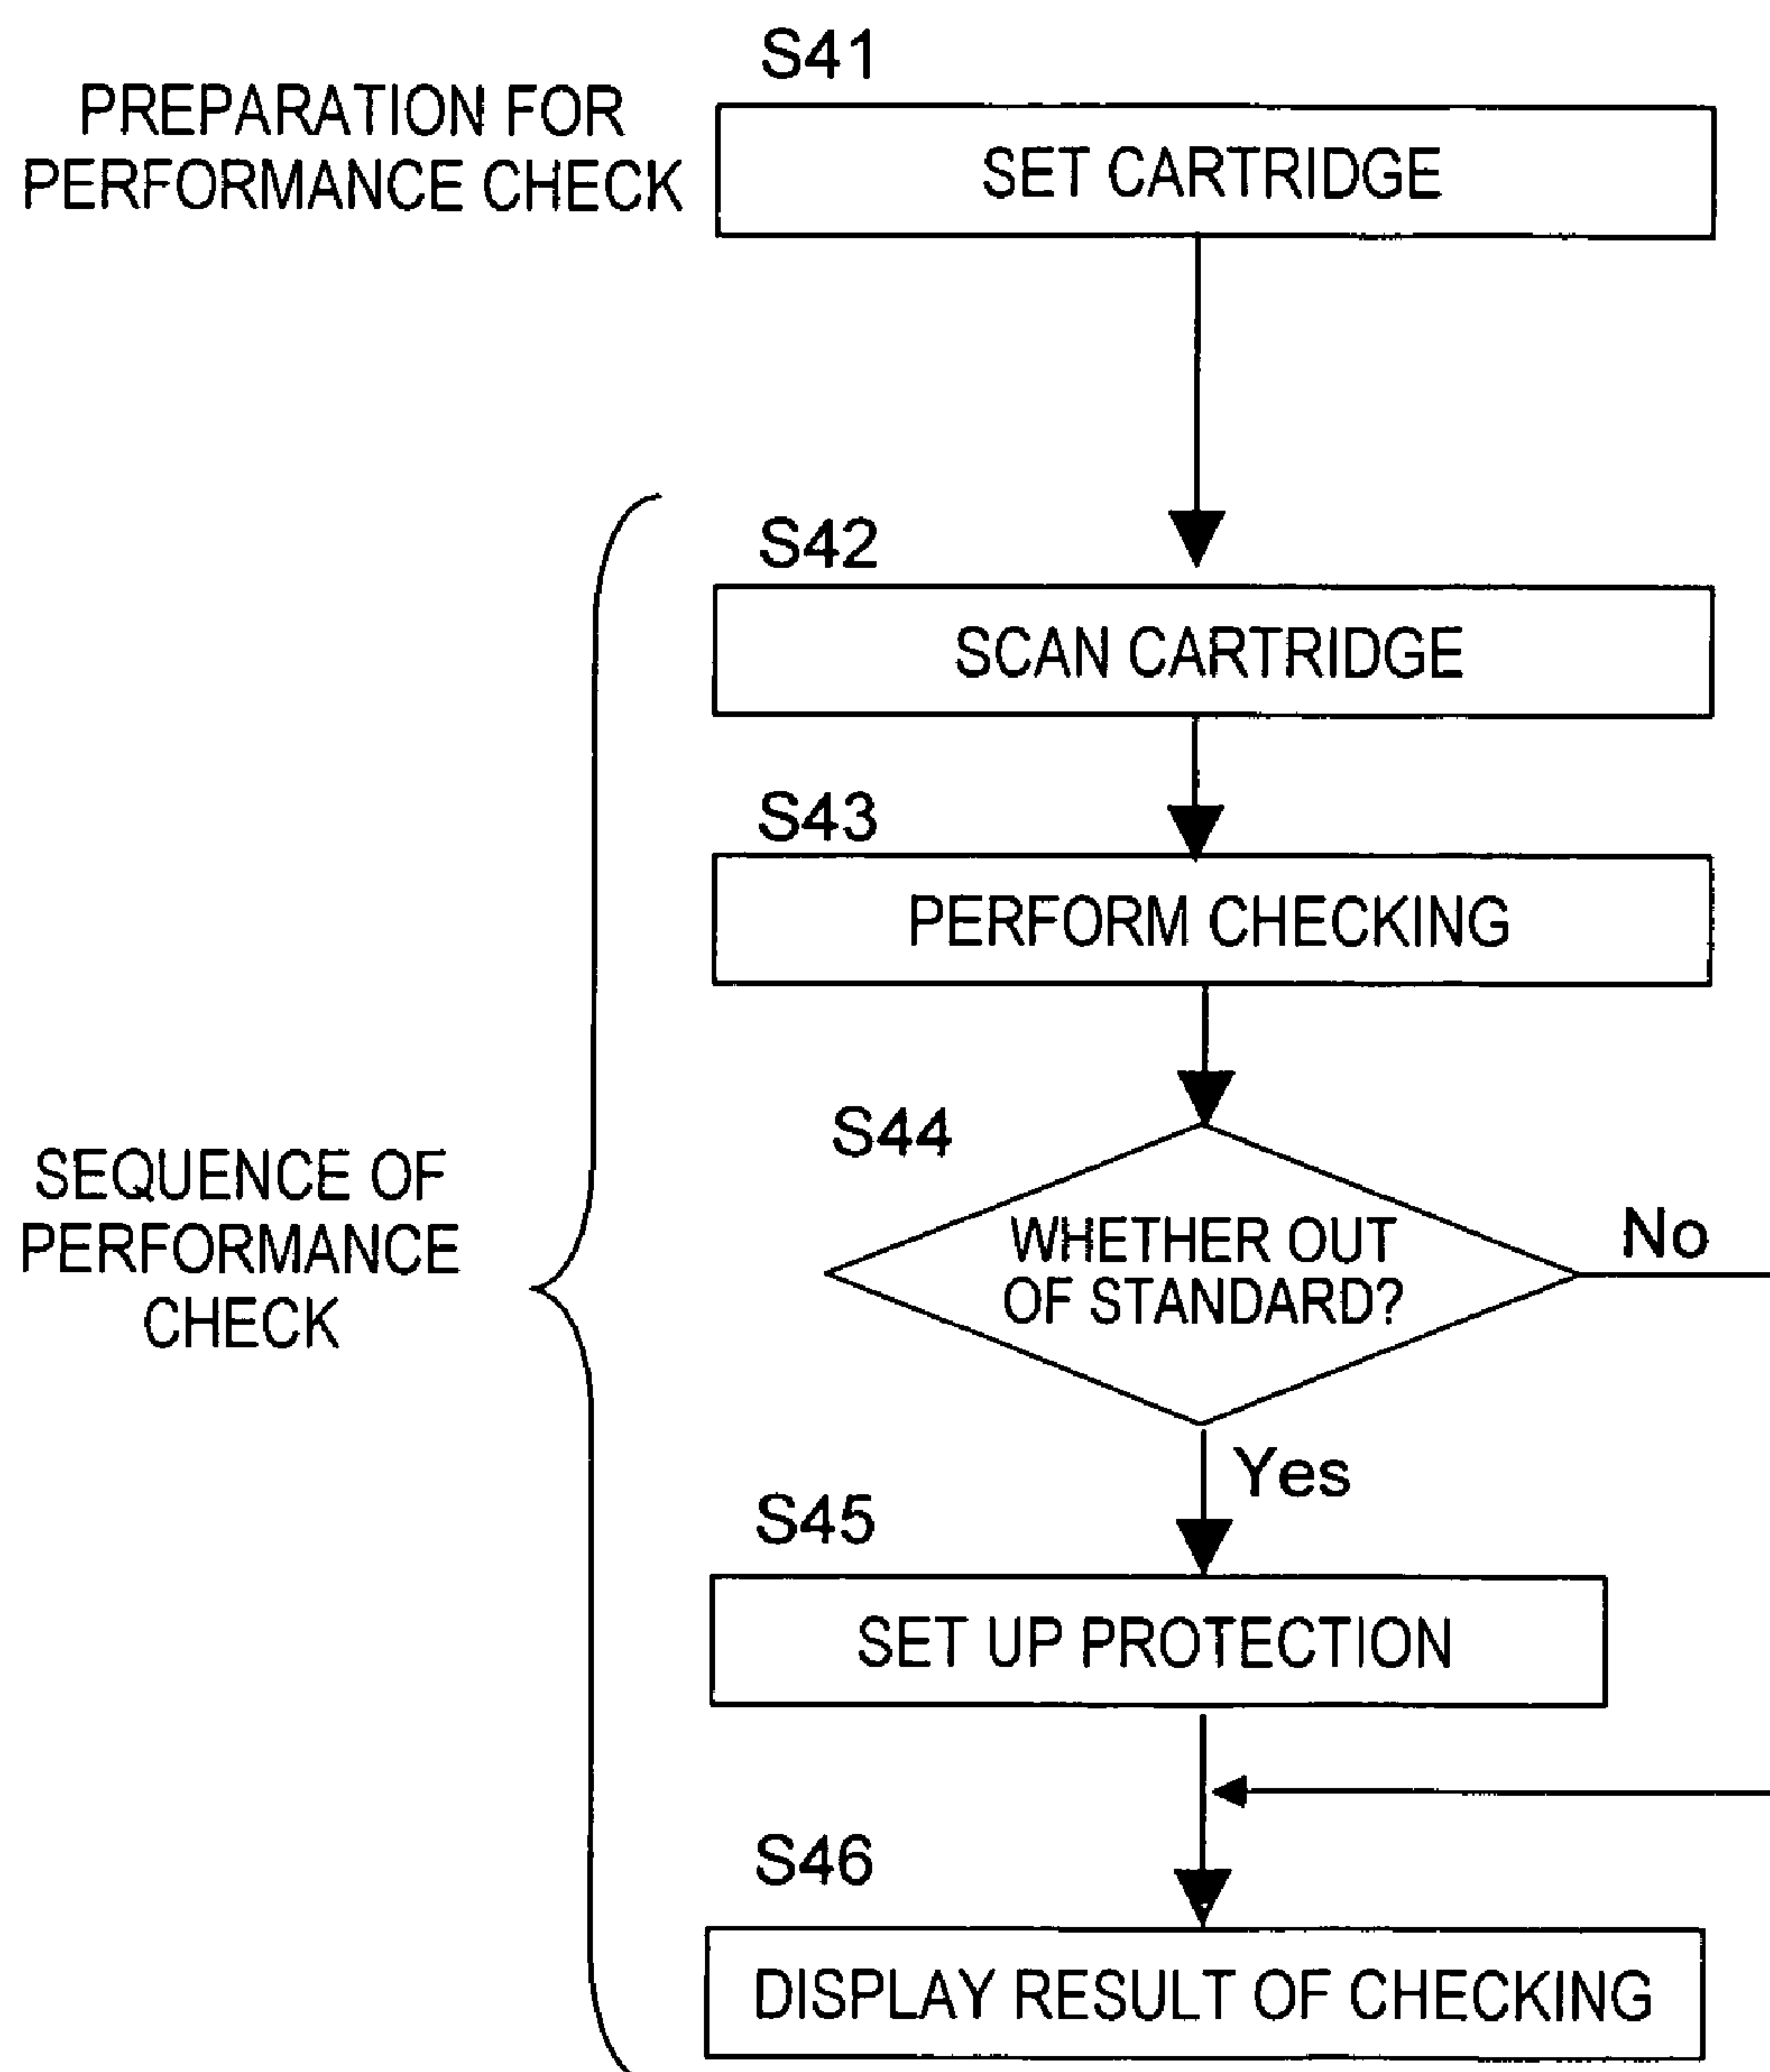 S41
PREPARATION FOR
PERFORMANCE CHECK
SET CARTRIDGE
S42
SCAN CARTRIDGE
S43
PERFORM CHECKING
S44
SEQUENCE OF
PERFORMANCE
CHECK
WHETHER OUT
OF STANDARD?
No
Yes
S45
SET UP PROTECTION
S46
DISPLAY RESULT OF CHECKING